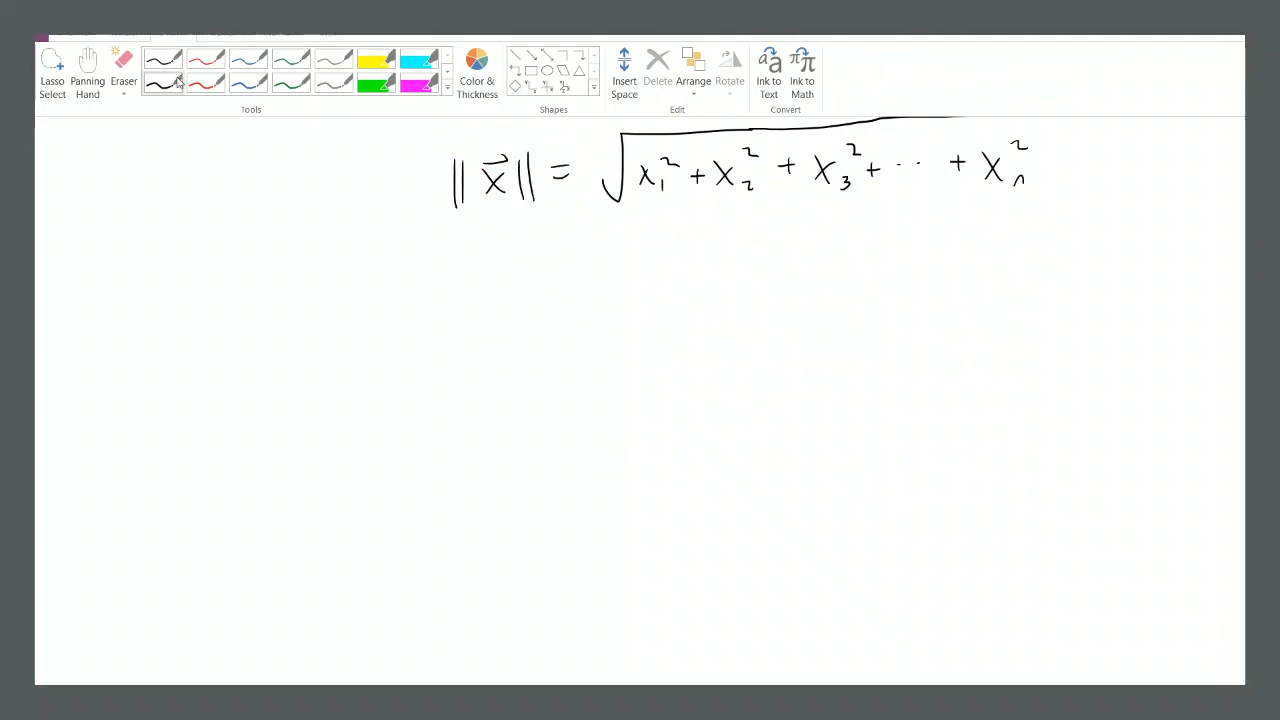 Lasso Select
Panning Hand
Eraser
Color & Thickness
Insert Space
Delete
Arrange
Rotate
Ink to Text
Ink to Math
Tools
Shapes
Edit
Convert
‖x⃗‖ = √(x₁² + x₂² + x₃² + ⋯ + xₙ²)